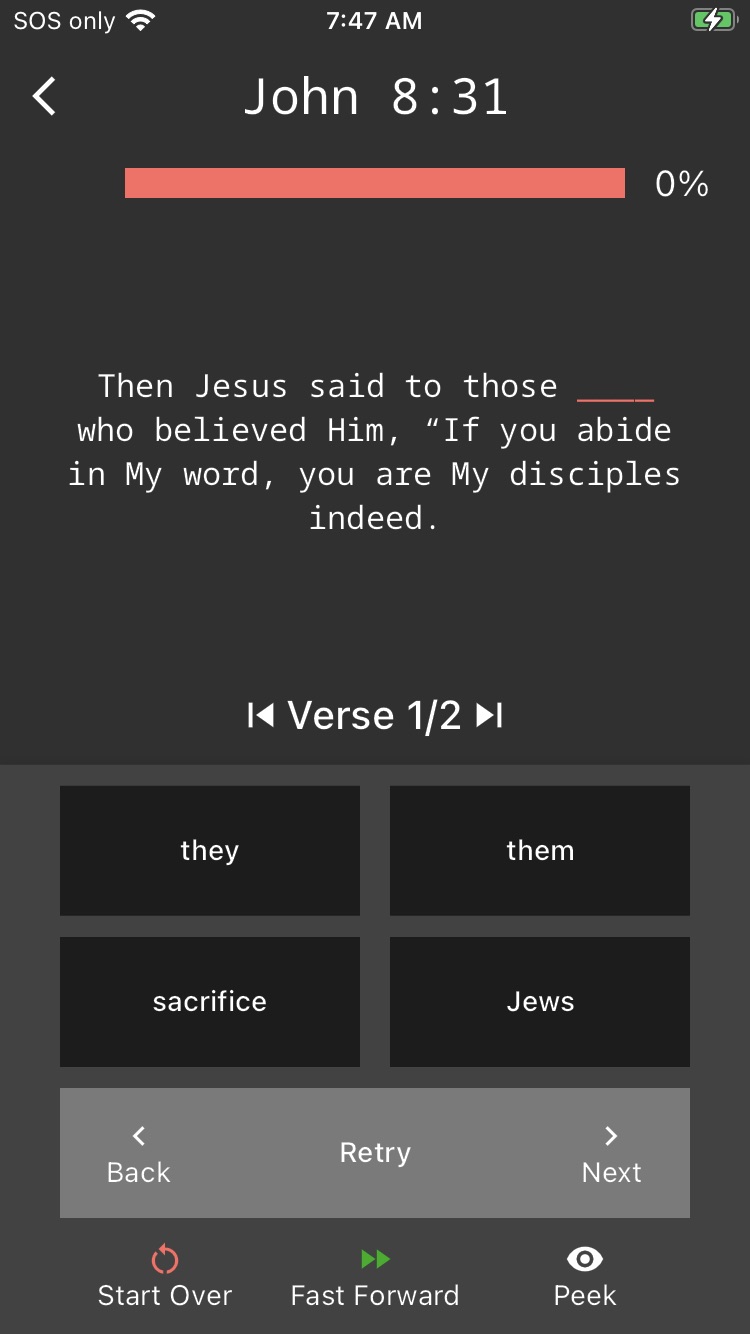 SOS only 7:47 AM
John 8:31
0%
Then Jesus said to those ____
who believed Him, “If you abide
in My word, you are My disciples
indeed.
Verse 1/2
they them
sacrifice Jews
Back Retry Next
Start Over Fast Forward Peek